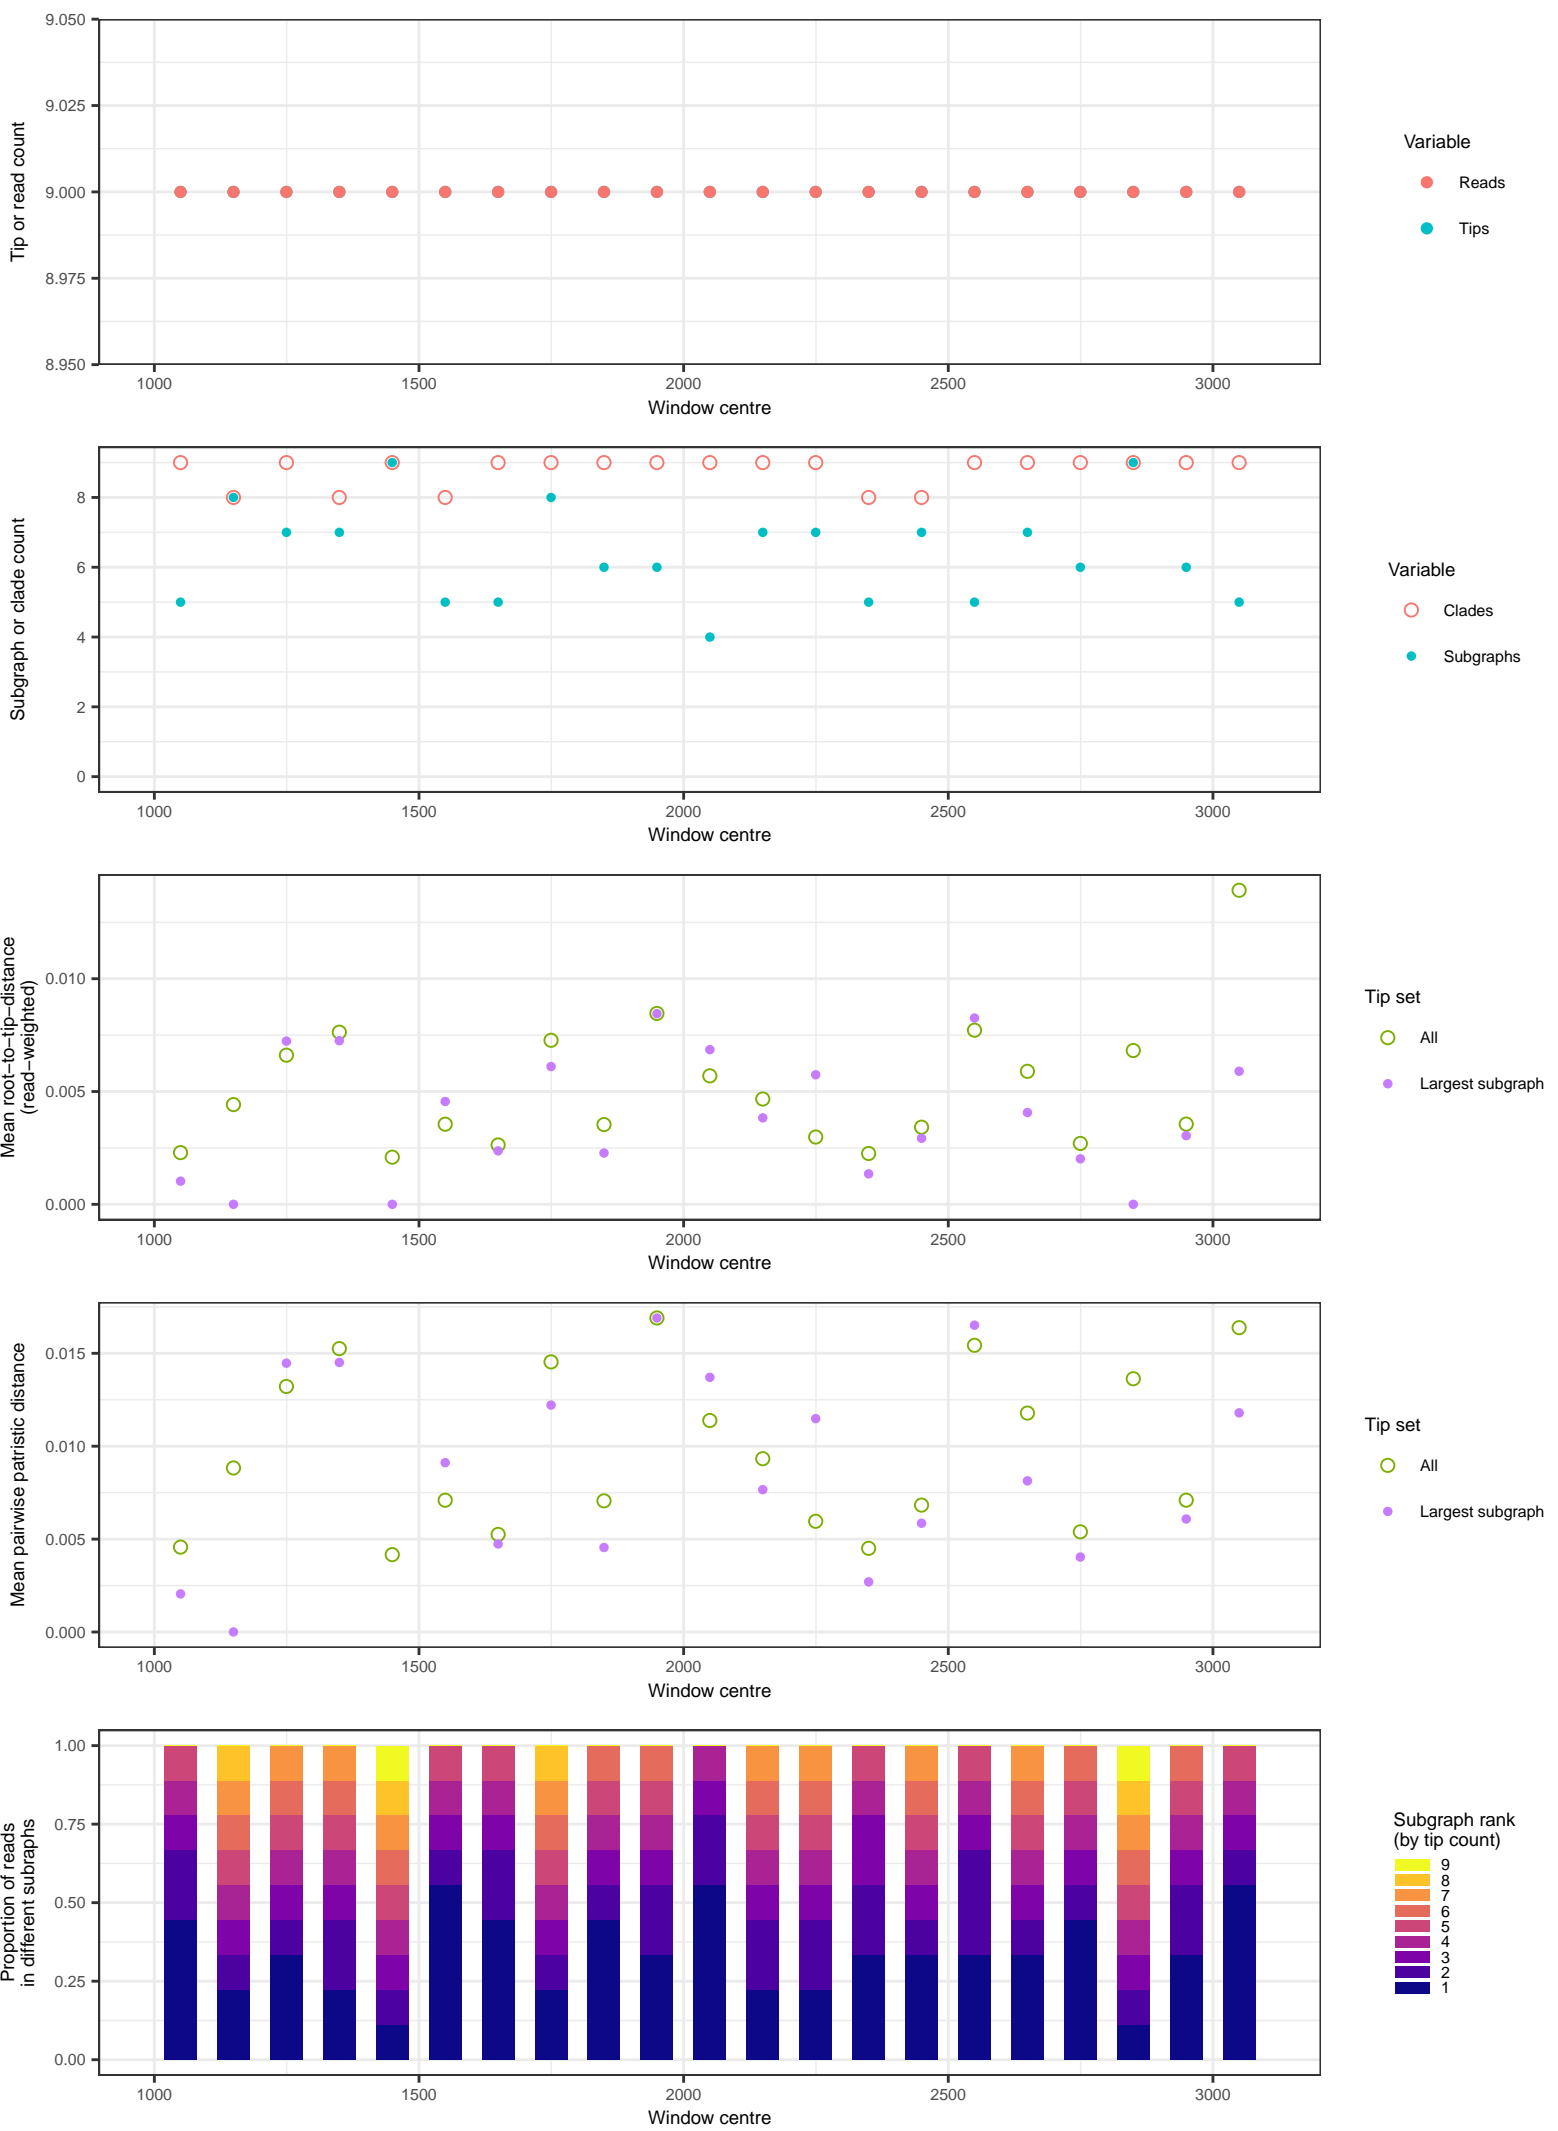 9.050
9.025
9.000
8.975
8.950
Tip or read count
1000 1500 2000 2500 3000
Window centre
Variable
Reads
Tips
8
6
4
2
0
Subgraph or clade count
1000 1500 2000 2500 3000
Window centre
Variable
Clades
Subgraphs
0.010
0.005
0.000
Mean root−to−tip−distance
(read−weighted)
1000 1500 2000 2500 3000
Window centre
Tip set
All
Largest subgraph
0.015
0.010
0.005
0.000
Mean pairwise patristic distance
1000 1500 2000 2500 3000
Window centre
Tip set
All
Largest subgraph
1.00
0.75
0.50
0.25
0.00
Proportion of reads
in different subraphs
1000 1500 2000 2500 3000
Window centre
Subgraph rank
(by tip count)
9
8
7
6
5
4
3
2
1